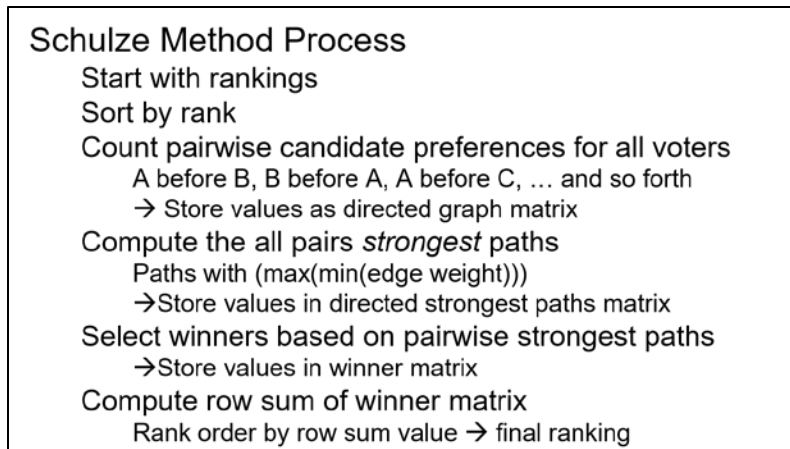 Schulze Method Process
Start with rankings
Sort by rank
Count pairwise candidate preferences for all voters
A before B, B before A, A before C, … and so forth
→ Store values as directed graph matrix
Compute the all pairs strongest paths
Paths with (max(min(edge weight)))
→Store values in directed strongest paths matrix
Select winners based on pairwise strongest paths
→Store values in winner matrix
Compute row sum of winner matrix
Rank order by row sum value → final ranking